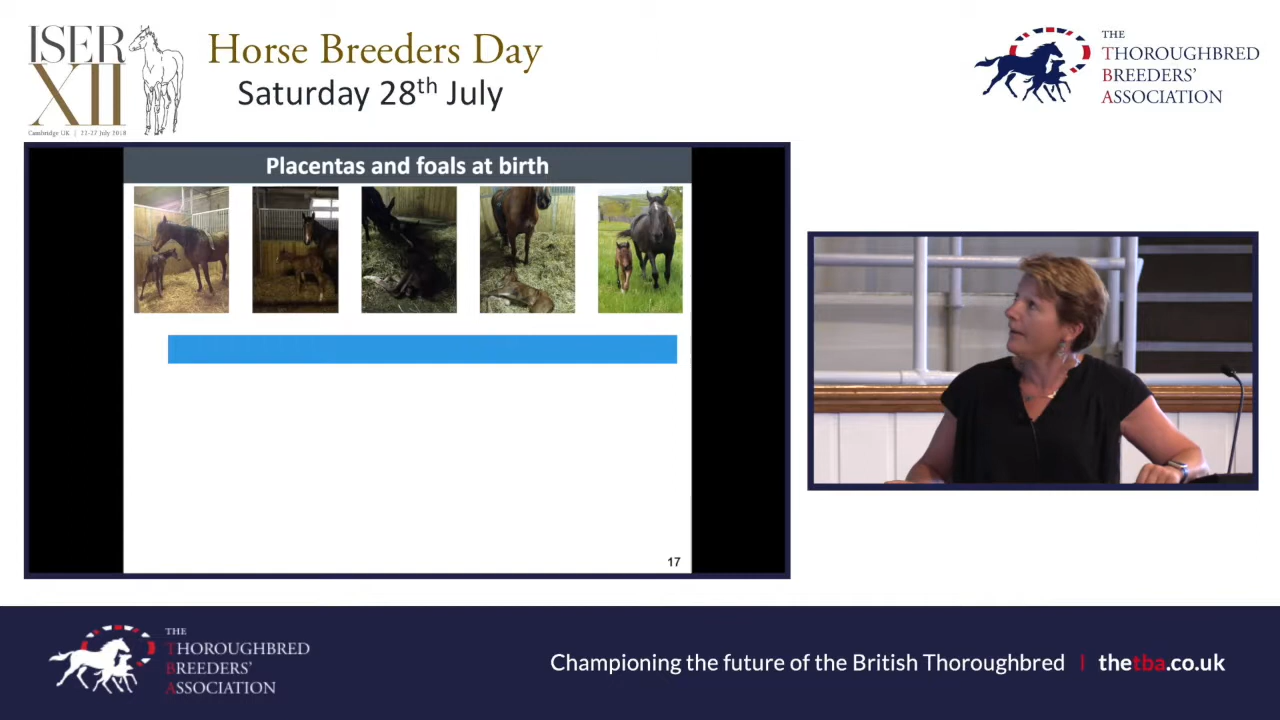 ISER
XII
Cambridge UK | 22-27 July 2018
Horse Breeders Day
Saturday 28th July
THE
THOROUGHBRED
BREEDERS'
ASSOCIATION
Placentas and foals at birth
17
THE
THOROUGHBRED
BREEDERS'
ASSOCIATION
Championing the future of the British Thoroughbred | thetba.co.uk